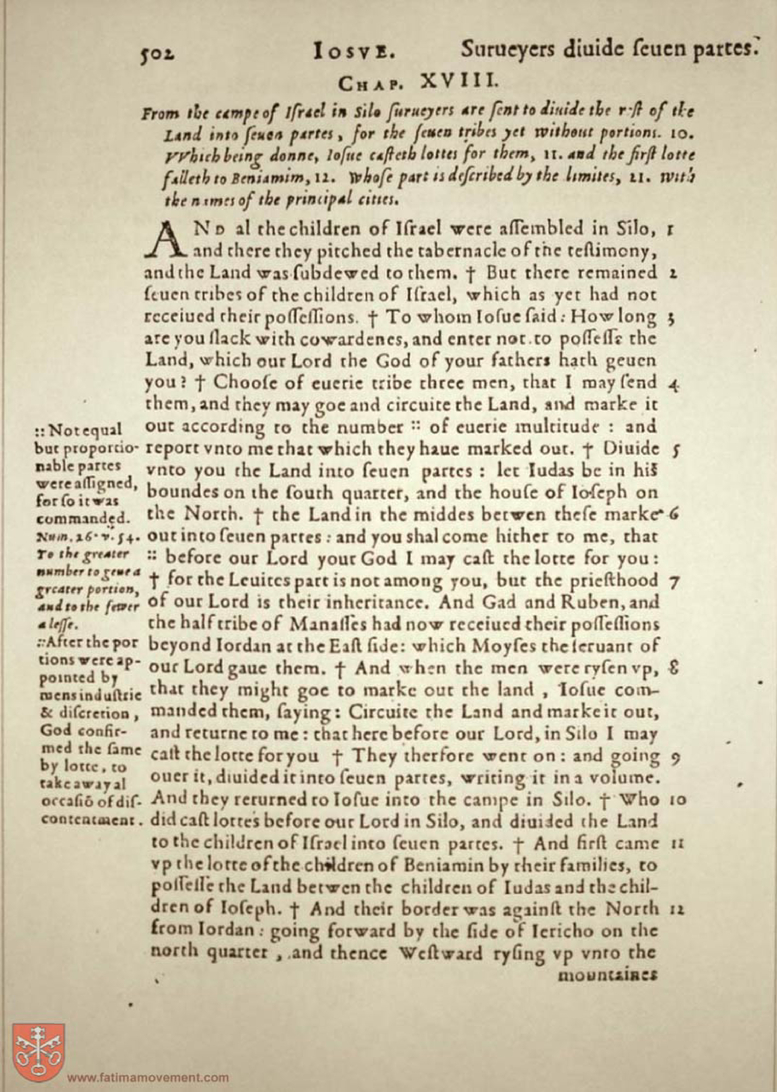 502 IOSVE. Surueyers diuide ſeuen partes.
CHAP. XVIII.
From the campe of Iſrael in Silo ſurueyers are ſent to diuide the reſt of the
Land into ſeuen partes, for the ſeuen tribes yet without portions. 10.
VVhich being donne, Ioſue caſteth lottes for them, 11. and the firſt lotte
falleth to Beniamim, 12. Whoſe part is deſcribed by the limites, 21. with
the names of the principal cities.
AND al the children of Iſrael were aſſembled in Silo, 1
and there they pitched the tabernacle of the teſtimony,
and the Land was ſubdewed to them. † But there remained 2
ſeuen tribes of the children of Iſrael, which as yet had not
receiued their poſſeſſions. † To whom Ioſue ſaid: How long 3
are you ſlack with cowardenes, and enter not to poſſeſſe the
Land, which our Lord the God of your fathers hath geuen
you? † Chooſe of euerie tribe three men, that I may ſend 4
them, and they may goe and circuite the Land, and marke it
out according to the number :: of euerie multitude : and
report vnto me that which they haue marked out. † Diuide 5
vnto you the Land into ſeuen partes : let Iudas be in his
boundes on the ſouth quarter, and the houſe of Ioſeph on
the North. † the Land in the middes betwen theſe marke 6
out into ſeuen partes : and you shal come hither to me, that
:: before our Lord your God I may caſt the lotte for you:
† for the Leuites part is not among you, but the prieſthood 7
of our Lord is their inheritance. And Gad and Ruben, and
the half tribe of Manaſſes had now receiued their poſſeſſions
beyond Iordan at the Eaſt ſide: which Moyſes the ſeruant of
our Lord gaue them. † And when the men were ryſen vp, 8
that they might goe to marke out the land , Ioſue com-
manded them, ſaying: Circuite the Land and marke it out,
and returne to me : that here before our Lord, in Silo I may
caſt the lotte for you † They therfore went on : and going 9
ouer it, diuided it into ſeuen partes, writing it in a volume.
And they returned to Ioſue into the campe in Silo. † Who 10
did caſt lottes before our Lord in Silo, and diuided the Land
to the children of Iſrael into ſeuen partes. † And firſt came 11
vp the lotte of the children of Beniamin by their families, to
poſſeſſe the Land betwen the children of Iudas and the chil-
dren of Ioſeph. † And their border was againſt the North 12
from Iordan : going forward by the ſide of Iericho on the
north quarter , and thence Weſtward ryſing vp vnto the
mountaines
:: Not equal
but proportio-
nable partes
were aſſigned,
for ſo it was
commanded.
Num. 26. v. 54.
To the greater
number to geue a
greater portion,
and to the fewer
a leſſe.
:: After the por
tions were ap-
pointed by
mens induſtrie
& diſcretion,
God confir-
med the ſame
by lotte, to
take away al
occaſiō of diſ-
contentment.
www.fatimamovement.com